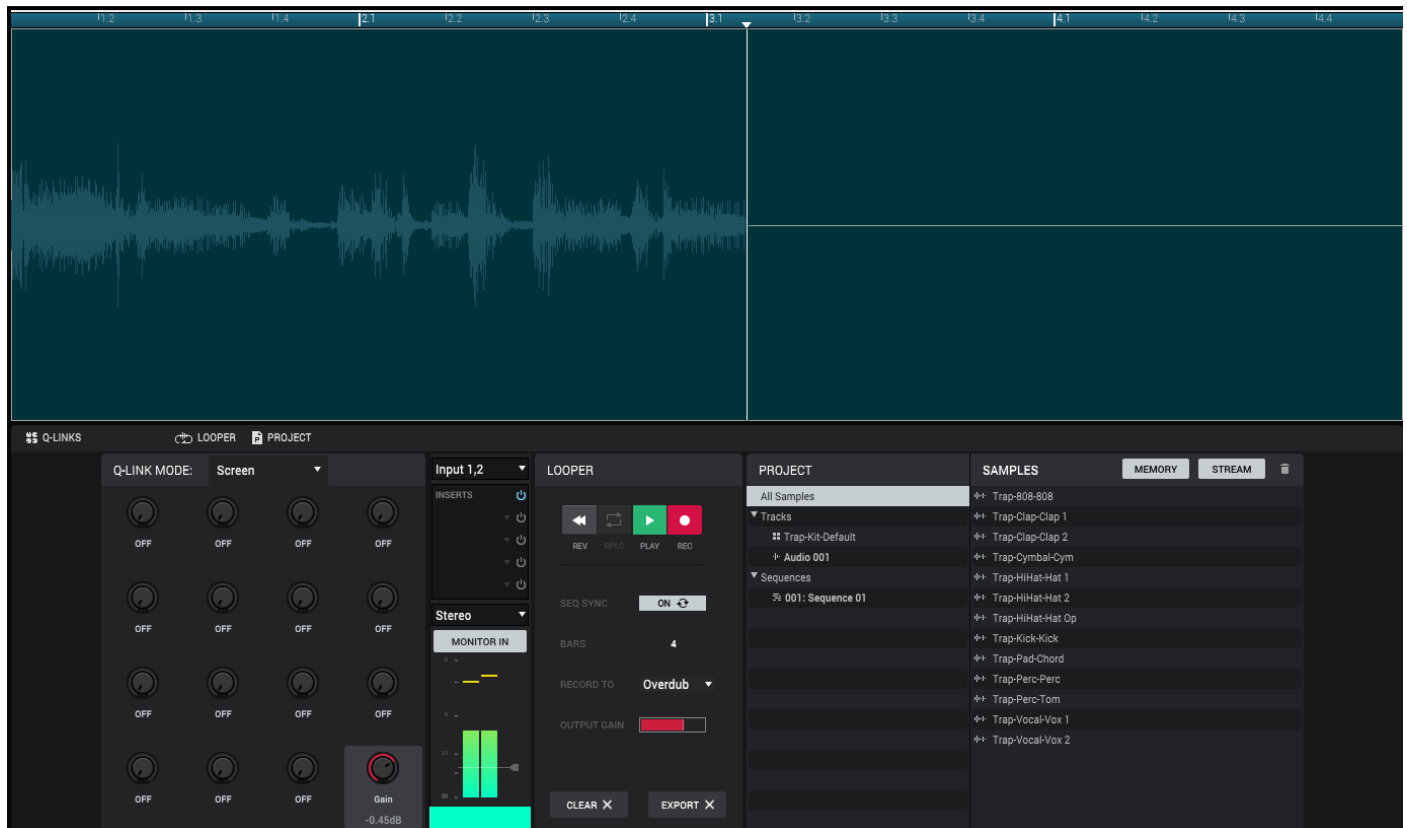 1.2 1.3 1.4 2.1 2.2 2.3 2.4 3.1 3.2 3.3 3.4 4.1 4.2 4.3 4.4
Q-LINKS LOOPER PROJECT
Q-LINK MODE: Screen
OFF OFF OFF OFF
OFF OFF OFF OFF
OFF OFF OFF OFF
OFF OFF OFF Gain
-0.45dB
Input 1,2
INSERTS
Stereo
MONITOR IN
LOOPER
REV RPLC PLAY REC
SEQ SYNC ON
BARS 4
RECORD TO Overdub
OUTPUT GAIN
CLEAR EXPORT
PROJECT
All Samples
Tracks
Trap-Kit-Default
Audio 001
Sequences
001: Sequence 01
SAMPLES MEMORY STREAM
Trap-808-808
Trap-Clap-Clap 1
Trap-Clap-Clap 2
Trap-Cymbal-Cym
Trap-HiHat-Hat 1
Trap-HiHat-Hat 2
Trap-HiHat-Hat Op
Trap-Kick-Kick
Trap-Pad-Chord
Trap-Perc-Perc
Trap-Perc-Tom
Trap-Vocal-Vox 1
Trap-Vocal-Vox 2